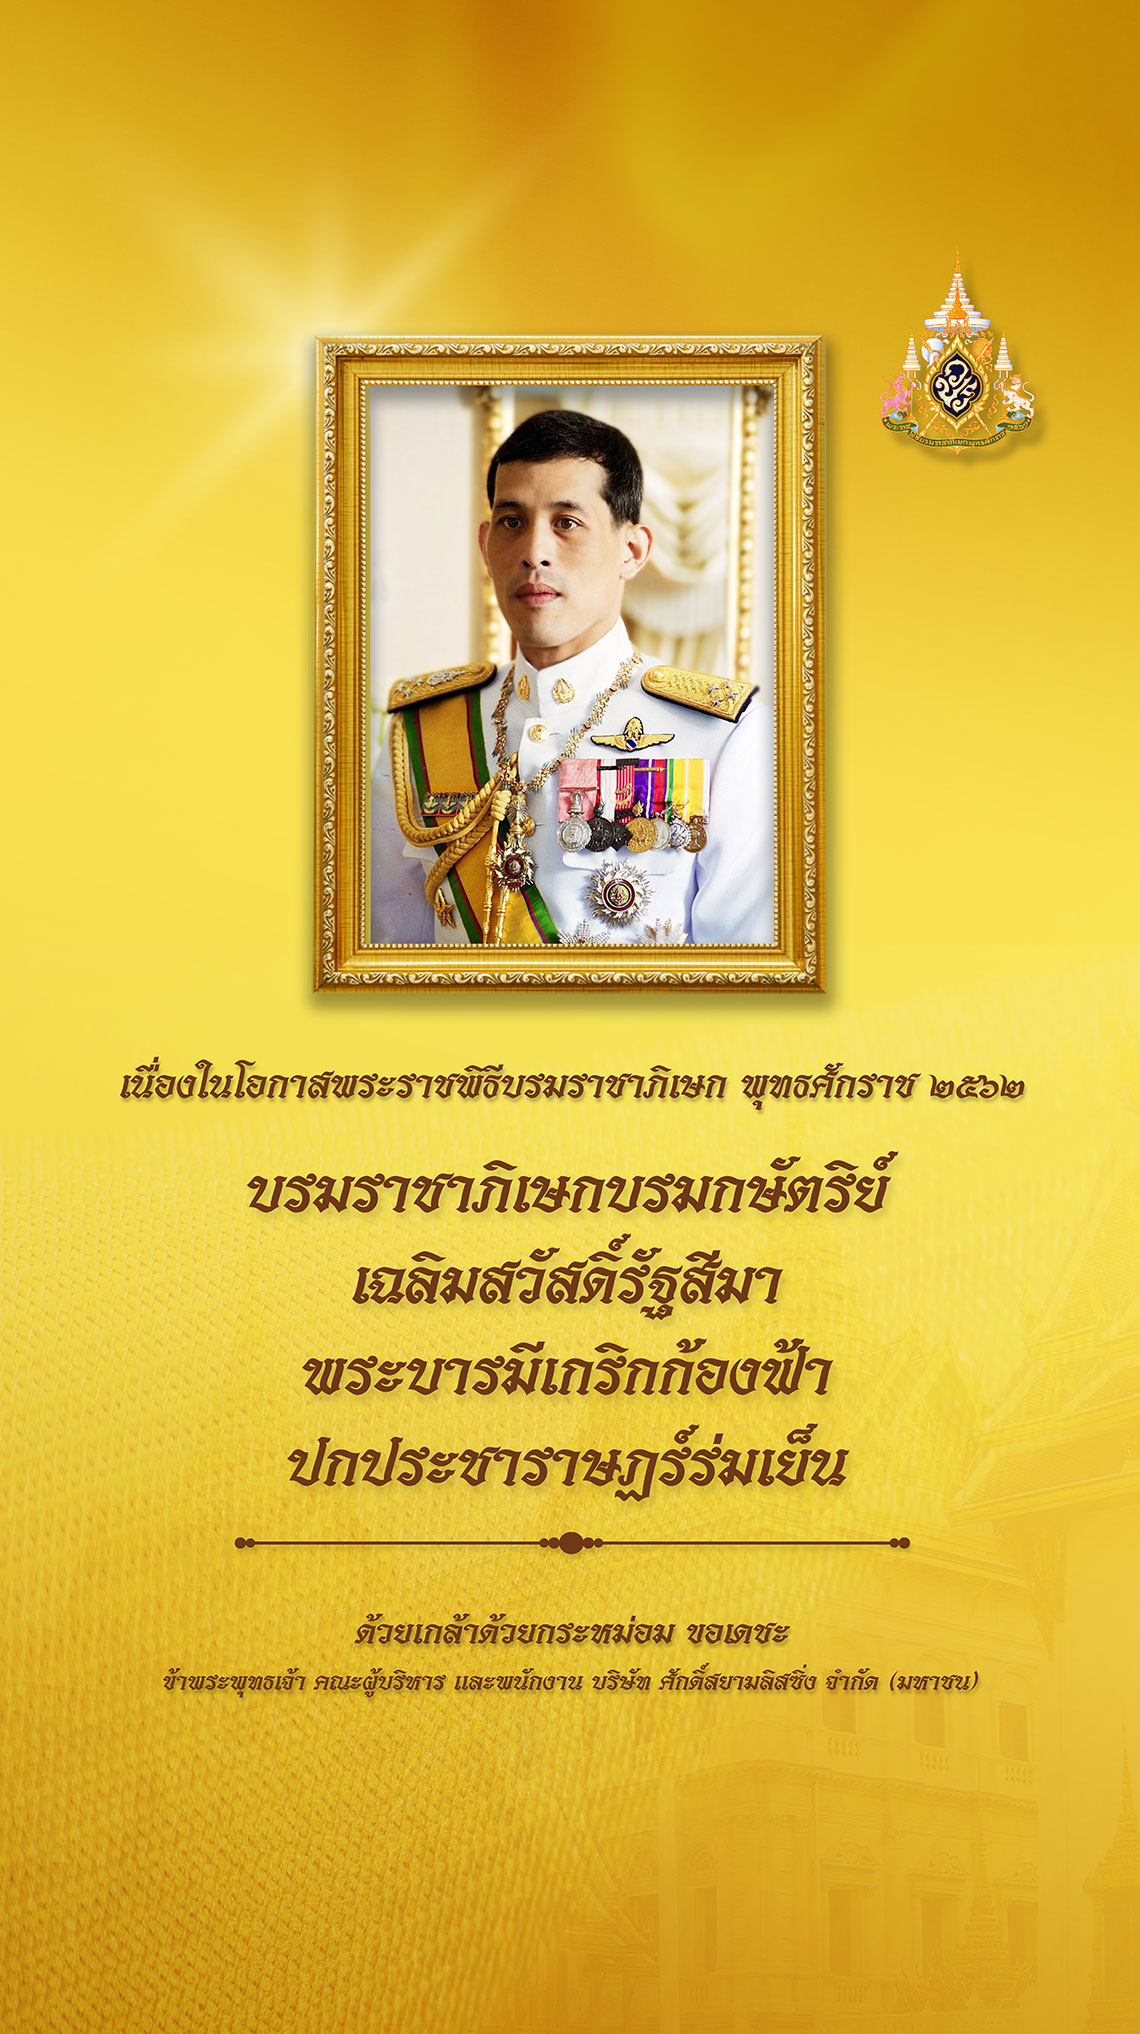 เนื่องในโอกาสพระราชพิธีบรมราชาภิเษก พุทธศักราช ๒๕๖๒
บรมราชาภิเษกบรมกษัตริย์
เฉลิมสวัสดิ์รัฐสีมา
พระบารมีเกริกก้องฟ้า
ปกประชาราษฎร์ร่มเย็น
ด้วยเกล้าด้วยกระหม่อม ขอเดชะ
ข้าพระพุทธเจ้า คณะผู้บริหาร และพนักงาน บริษัท ศักดิ์สยามลิสซิ่ง จำกัด (มหาชน)